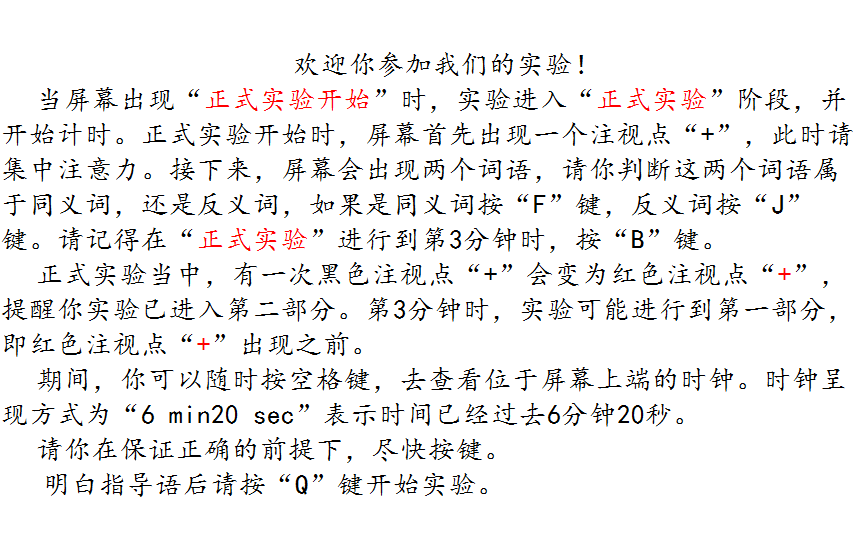 欢迎你参加我们的实验！
当屏幕出现“正式实验开始”时，实验进入“正式实验”阶段，并
开始计时。正式实验开始时，屏幕首先出现一个注视点“+”，此时请
集中注意力。接下来，屏幕会出现两个词语，请你判断这两个词语属
于同义词，还是反义词，如果是同义词按“F”键，反义词按“J”
键。请记得在“正式实验”进行到第3分钟时，按“B”键。
正式实验当中，有一次黑色注视点“+”会变为红色注视点“+”，
提醒你实验已进入第二部分。第3分钟时，实验可能进行到第一部分，
即红色注视点“+”出现之前。
期间，你可以随时按空格键，去查看位于屏幕上端的时钟。时钟呈
现方式为“6 min20 sec”表示时间已经过去6分钟20秒。
请你在保证正确的前提下，尽快按键。
明白指导语后请按“Q”键开始实验。